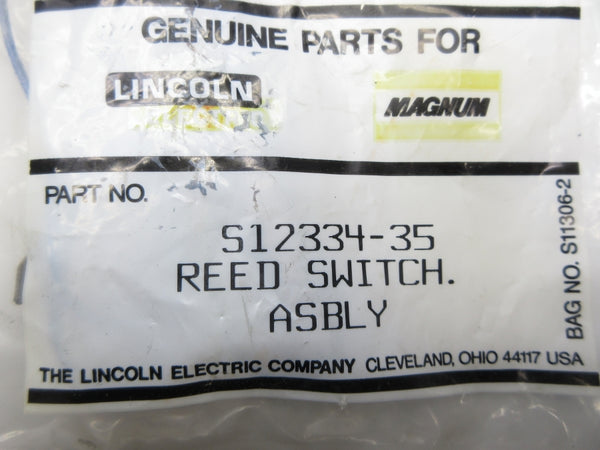 GENUINE PARTS FOR
LINCOLN
MAGNUM
PART NO.
S12334-35
REED SWITCH.
ASBLY
BAG NO. S11306-2
THE LINCOLN ELECTRIC COMPANY CLEVELAND, OHIO 44117 USA